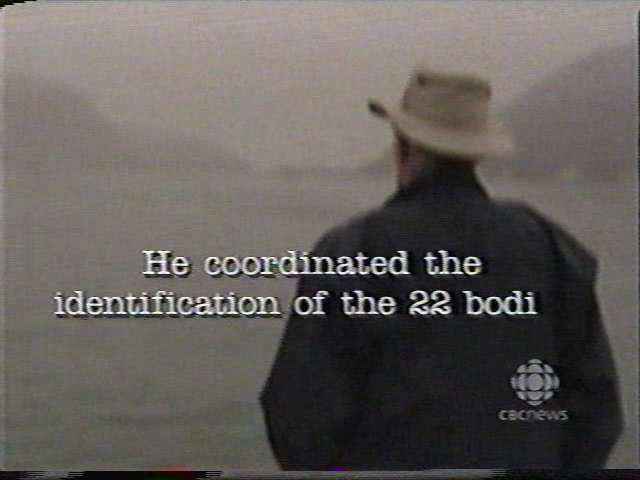 He coordinated the
identification of the 22 bodi
CBCnews